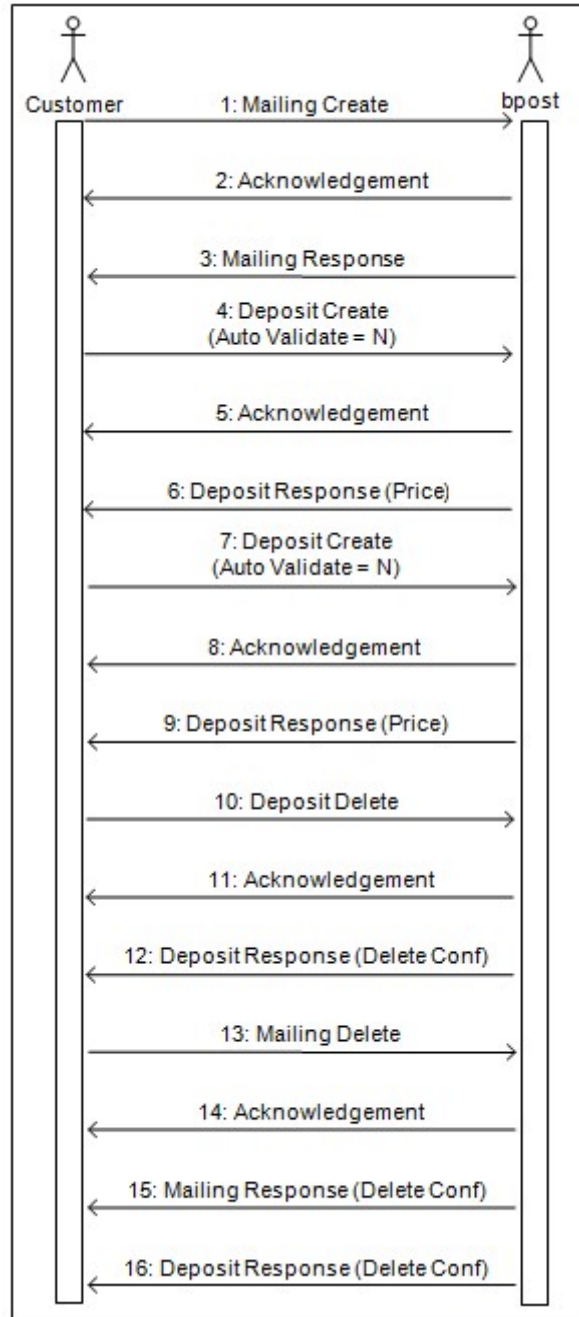 Customer
bpost
1: Mailing Create
2: Acknowledgement
3: Mailing Response
4: Deposit Create
(Auto Validate = N)
5: Acknowledgement
6: Deposit Response (Price)
7: Deposit Create
(Auto Validate = N)
8: Acknowledgement
9: Deposit Response (Price)
10: Deposit Delete
11: Acknowledgement
12: Deposit Response (Delete Conf)
13: Mailing Delete
14: Acknowledgement
15: Mailing Response (Delete Conf)
16: Deposit Response (Delete Conf)